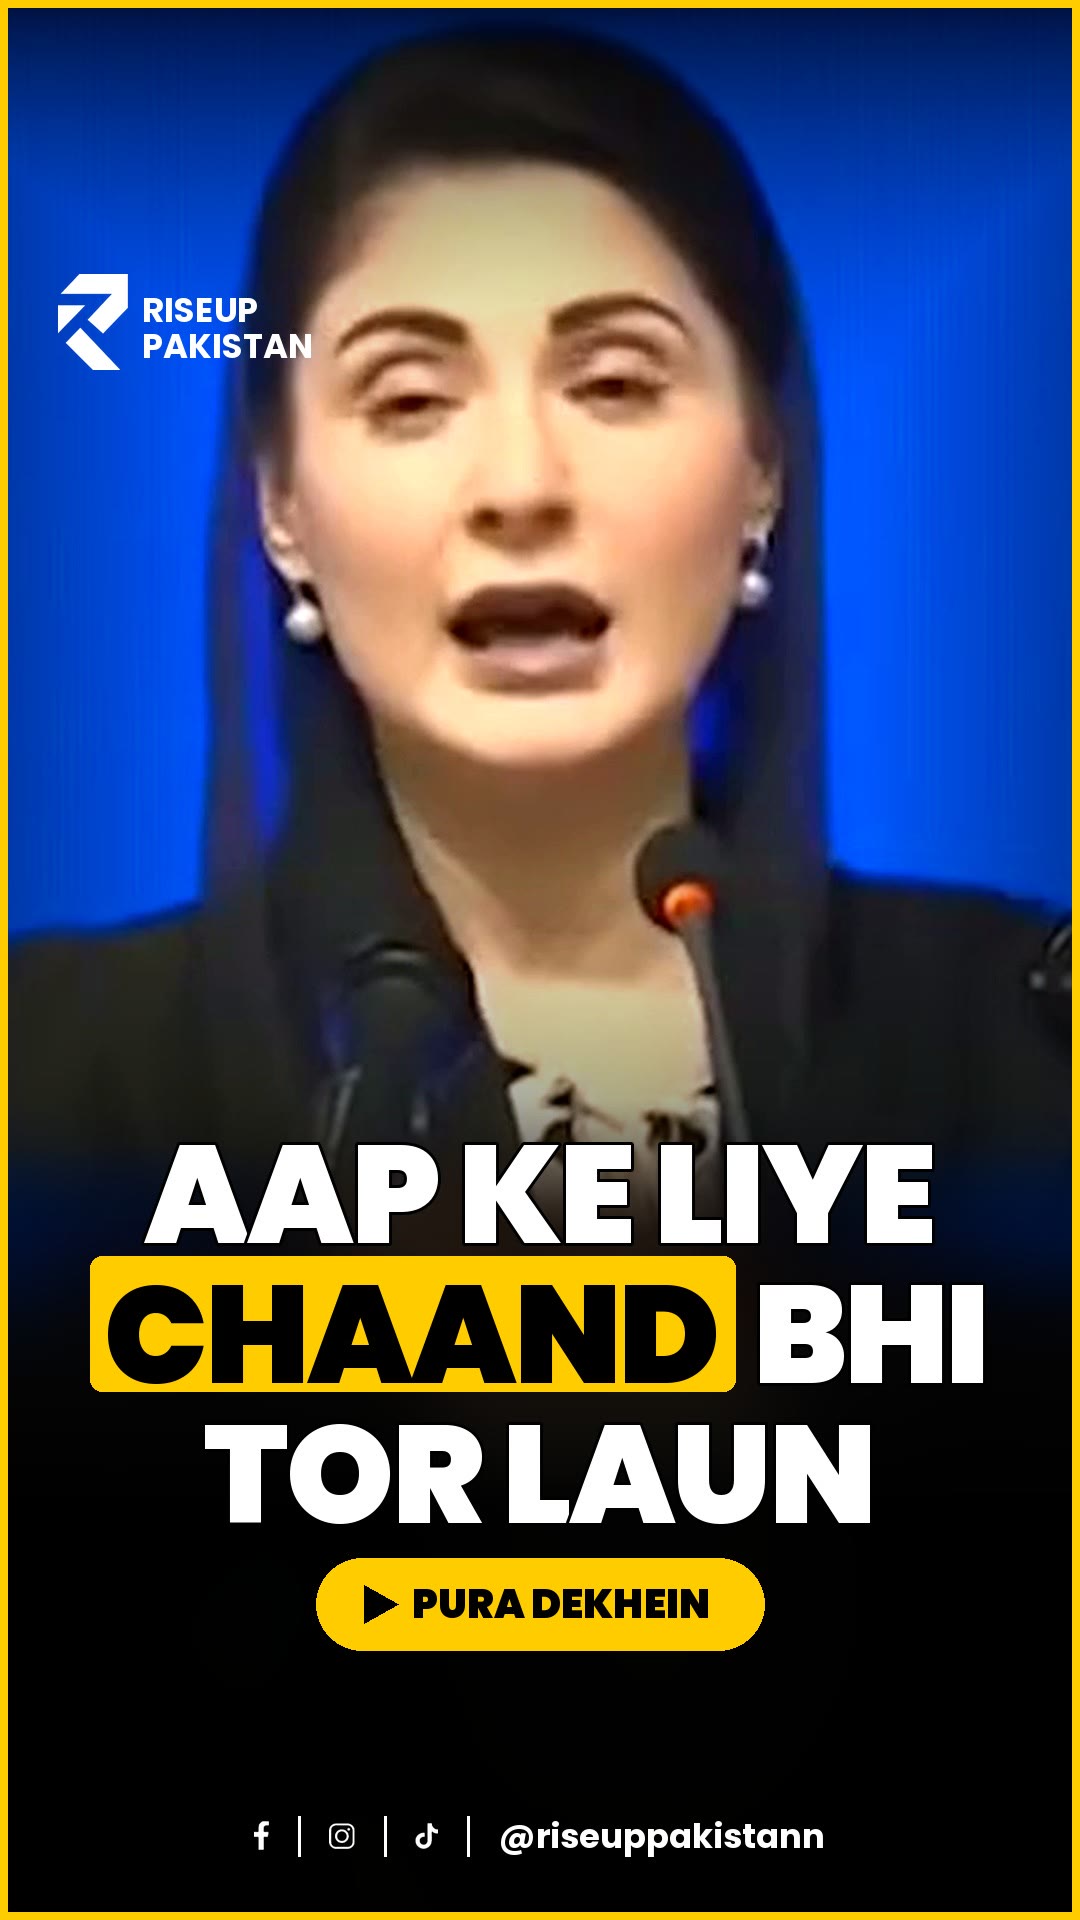 RISEUP
PAKISTAN
AAP KE LIYE
CHAAND BHI
TOR LAUN
PURA DEKHEIN
@riseuppakistann